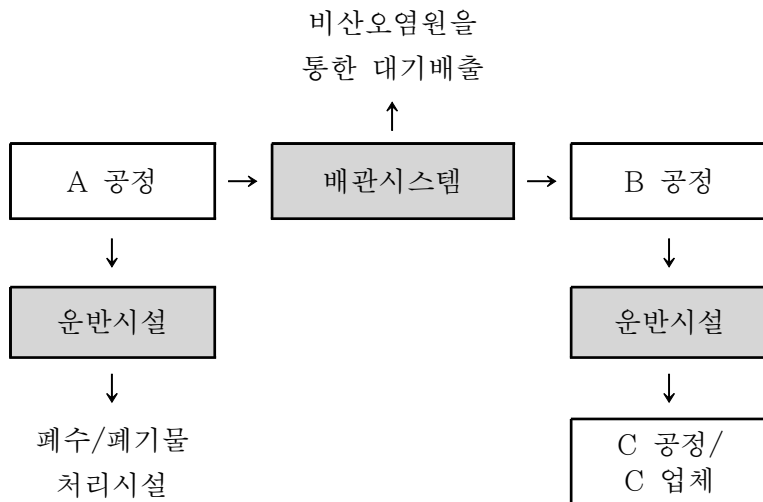 비산오염원을
통한 대기배출
A 공정
배관시스템
B 공정
운반시설
운반시설
폐수/폐기물
처리시설
C 공정/
C 업체